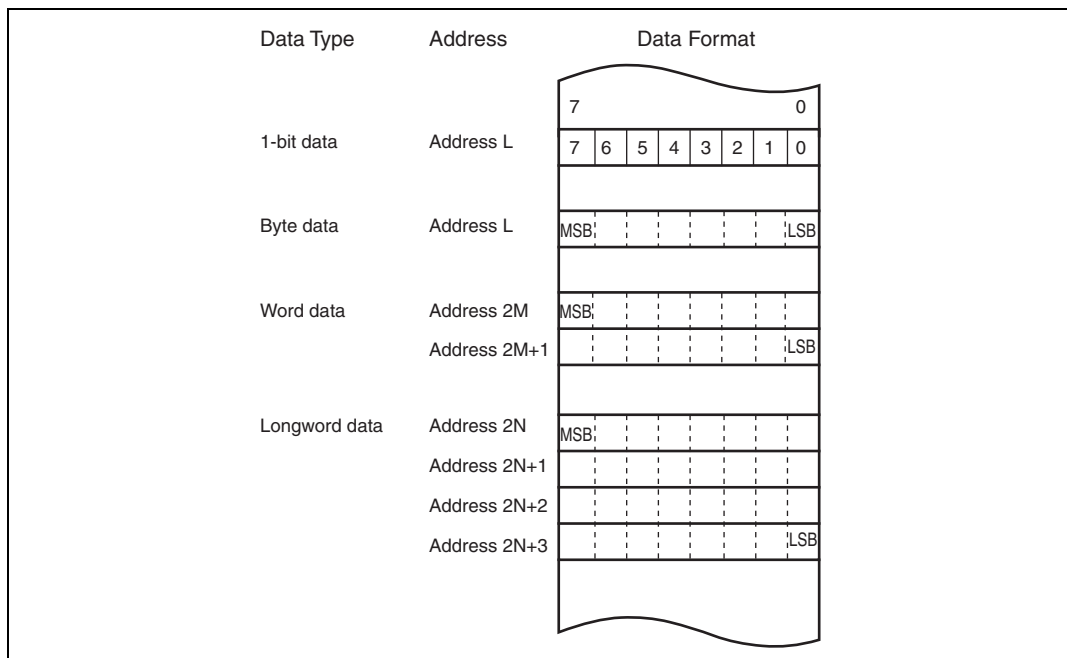 Data Type Address Data Format
7 0
1-bit data Address L 7 6 5 4 3 2 1 0
Byte data Address L MSB LSB
Word data Address 2M MSB
Address 2M+1 LSB
Longword data Address 2N MSB
Address 2N+1
Address 2N+2
Address 2N+3 LSB